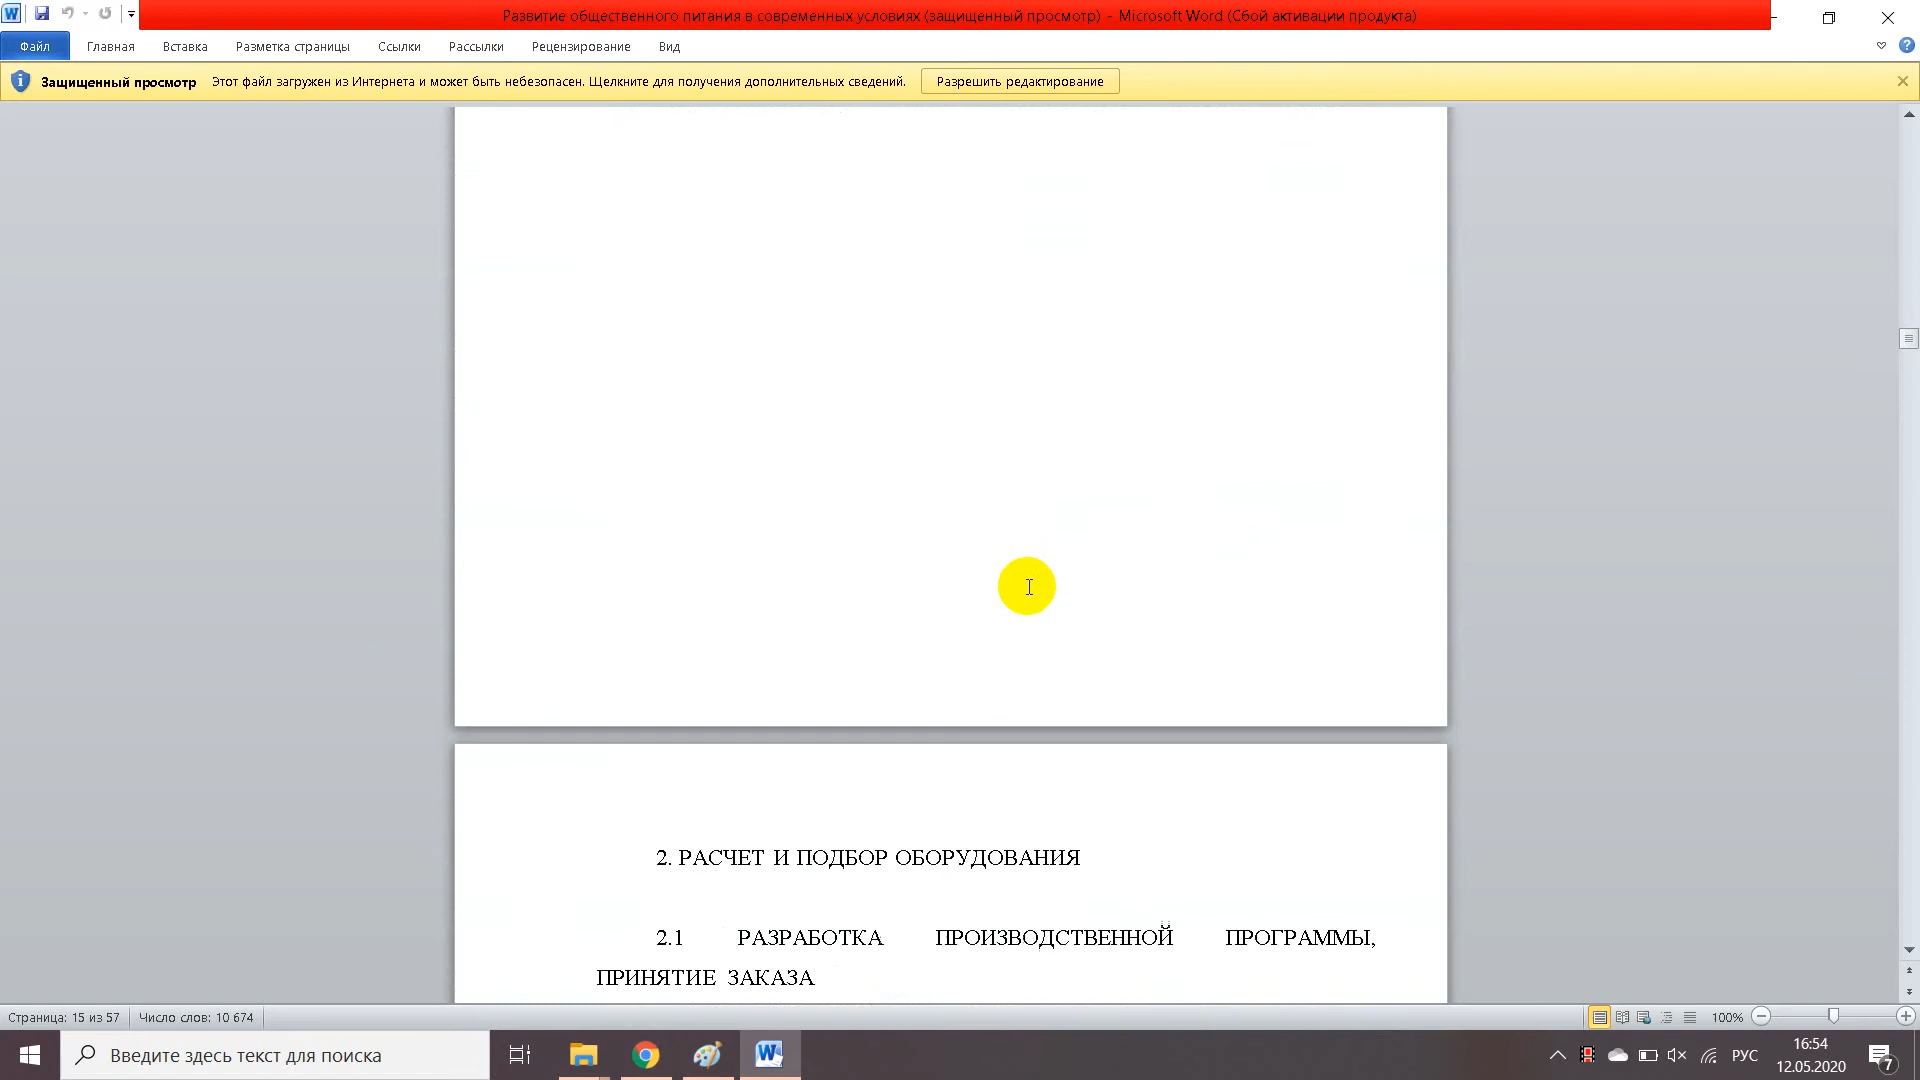 Развитие общественного питания в современных условиях (защищенный просмотр) - Microsoft Word (Сбой активации продукта)
Файл Главная Вставка Разметка страницы Ссылки Рассылки Рецензирование Вид
Защищенный просмотр Этот файл загружен из Интернета и может быть небезопасен. Щелкните для получения дополнительных сведений. Разрешить редактирование
2. РАСЧЕТ И ПОДБОР ОБОРУДОВАНИЯ
2.1 РАЗРАБОТКА ПРОИЗВОДСТВЕННОЙ ПРОГРАММЫ,
ПРИНЯТИЕ ЗАКАЗА
Страница: 15 из 57 Число слов: 10 674 100%
Введите здесь текст для поиска РУС 16:54
12.05.2020 7